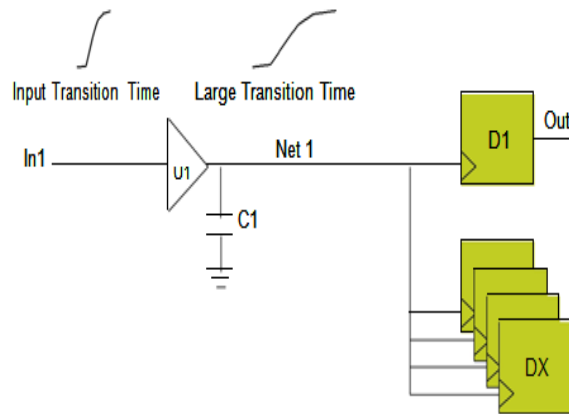 Input Transition Time
Large Transition Time
In1
U1
Net 1
C1
D1
Out
DX